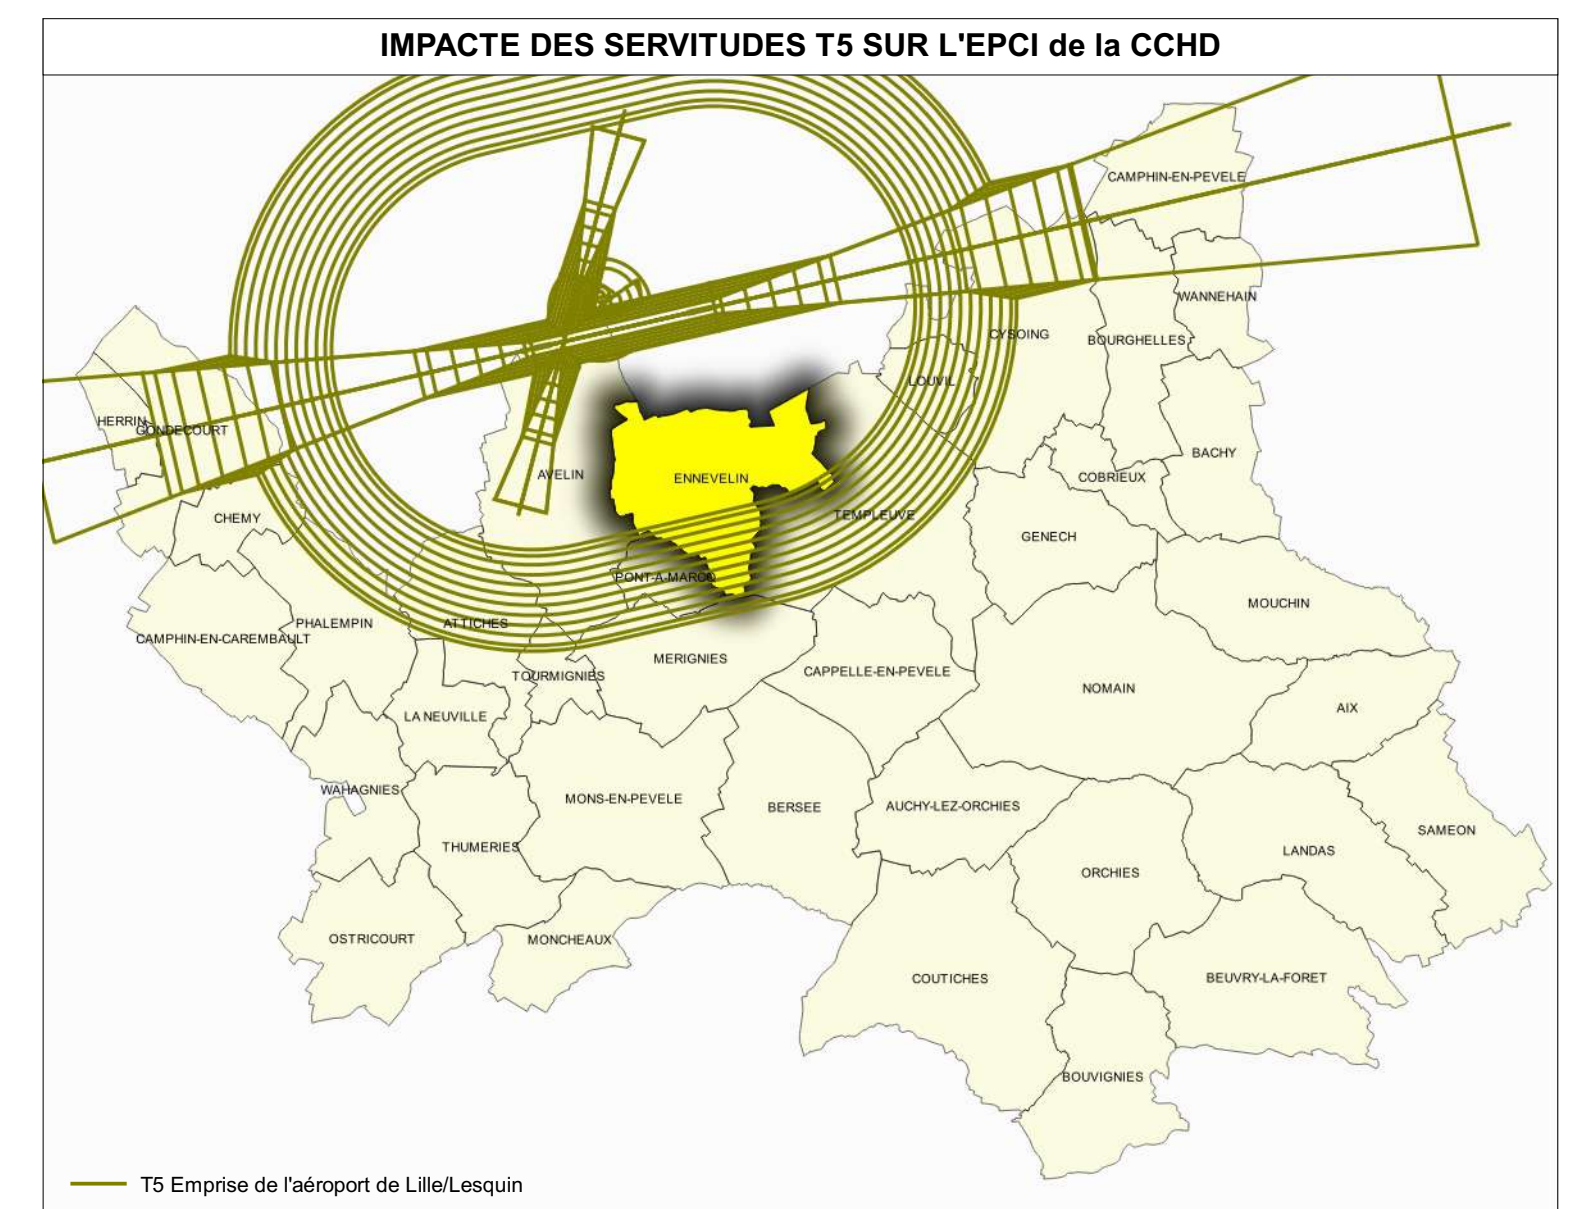 IMPACTE DES SERVITUDES T5 SUR L'EPCI de la CCHD
CAMPHIN-EN-PEVELE
WANNEHAIN
CYSOING
BOURGHELLES
LOUVIL
HERRIN
GONDECOURT
BACHY
AVELIN
ENNEVELIN
COBRIEUX
CHEMY
TEMPLEUVE
GENECH
PONT-A-MARCQ
MOUCHIN
PHALEMPIN
ATTICHES
CAMPHIN-EN-CAREMBAULT
MERIGNIES
CAPPELLE-EN-PEVELE
TOURMIGNIES
NOMAIN
AIX
LA NEUVILLE
WAHAGNIES
MONS-EN-PEVELE
BERSEE
AUCHY-LEZ-ORCHIES
SAMEON
THUMERIES
LANDAS
ORCHIES
OSTRICOURT
MONCHEAUX
COUTICHES
BEUVRY-LA-FORET
BOUVIGNIES
T5 Emprise de l'aéroport de Lille/Lesquin